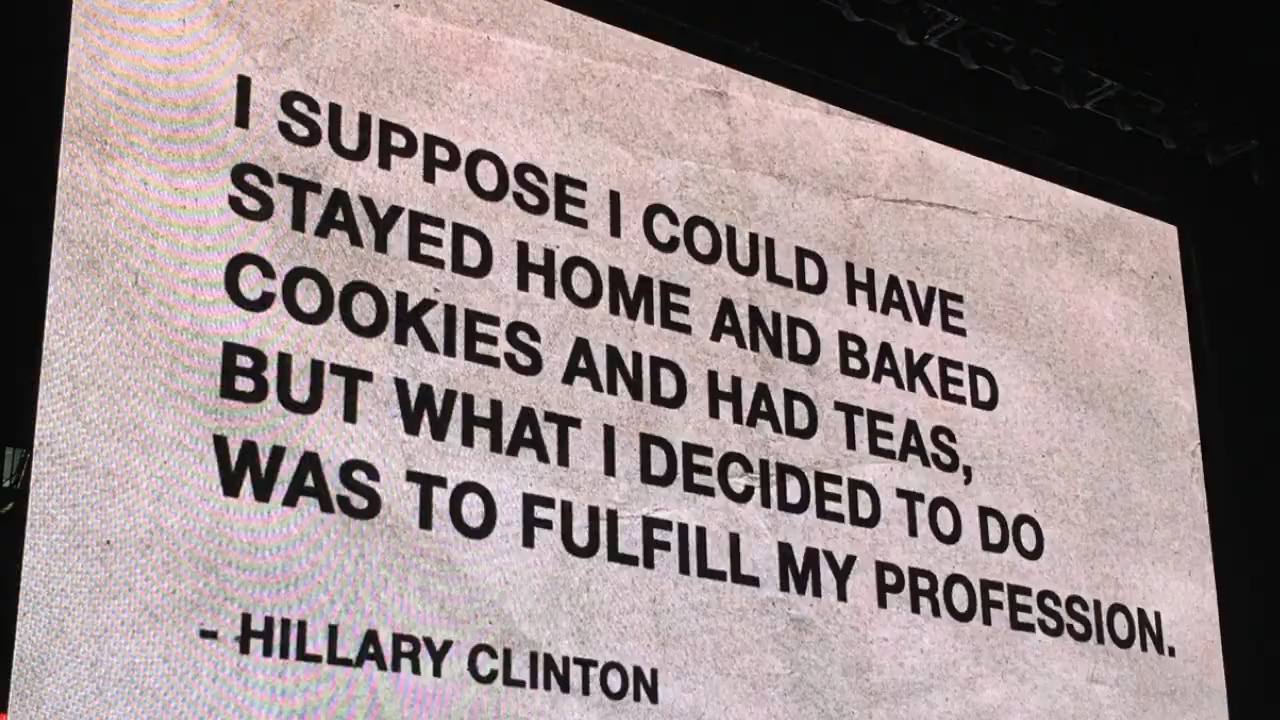 I SUPPOSE I COULD HAVE
STAYED HOME AND BAKED
COOKIES AND HAD TEAS,
BUT WHAT I DECIDED TO DO
WAS TO FULFILL MY PROFESSION.
- HILLARY CLINTON